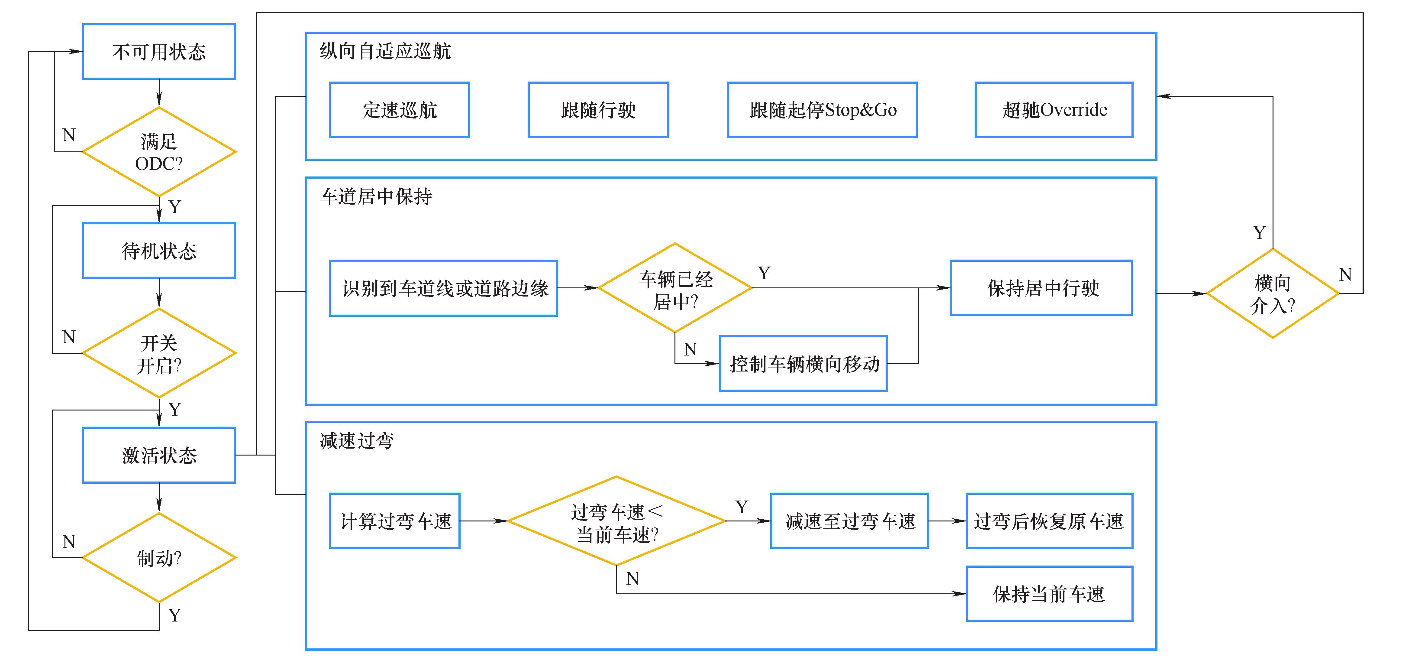 不可用状态
N
满足
ODC?
Y
待机状态
N
开关
开启?
Y
激活状态
N
制动?
Y
纵向自适应巡航
定速巡航
跟随行驶
跟随起停Stop&Go
超驰Override
车道居中保持
识别到车道线或道路边缘
车辆已经
居中?
Y
N
控制车辆横向移动
保持居中行驶
Y
横向
介入?
N
减速过弯
计算过弯车速
过弯车速<
当前车速?
Y
减速至过弯车速
过弯后恢复原车速
N
保持当前车速